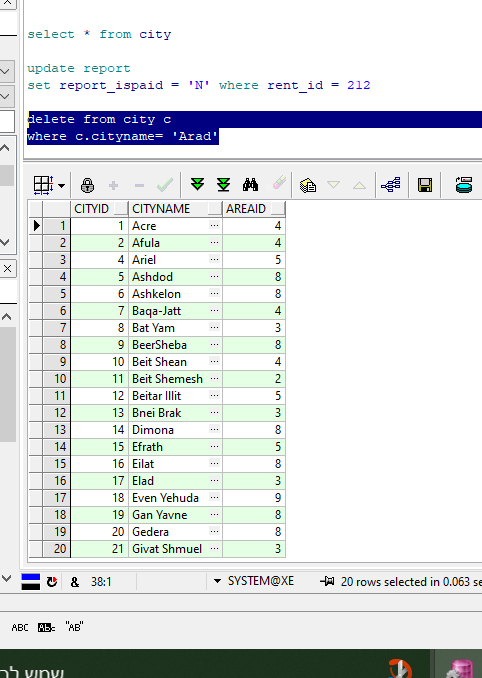 select * from city
update report
set report_ispaid = 'N' where rent_id = 212
delete from city c
where c.cityname= 'Arad'
CITYID CITYNAME AREAID
1 1 Acre ... 4
2 2 Afula ... 4
3 4 Ariel ... 5
4 5 Ashdod ... 8
5 6 Ashkelon ... 8
6 7 Baqa-Jatt ... 4
7 8 Bat Yam ... 3
8 9 BeerSheba ... 8
9 10 Beit Shean ... 4
10 11 Beit Shemesh ... 2
11 12 Beitar Illit ... 5
12 13 Bnei Brak ... 3
13 14 Dimona ... 8
14 15 Efrath ... 5
15 16 Eilat ... 8
16 17 Elad ... 3
17 18 Even Yehuda ... 9
18 19 Gan Yavne ... 8
19 20 Gedera ... 8
20 21 Givat Shmuel ... 3
& 38:1 SYSTEM@XE 20 rows selected in 0.063 se
ABC ABC "AB"